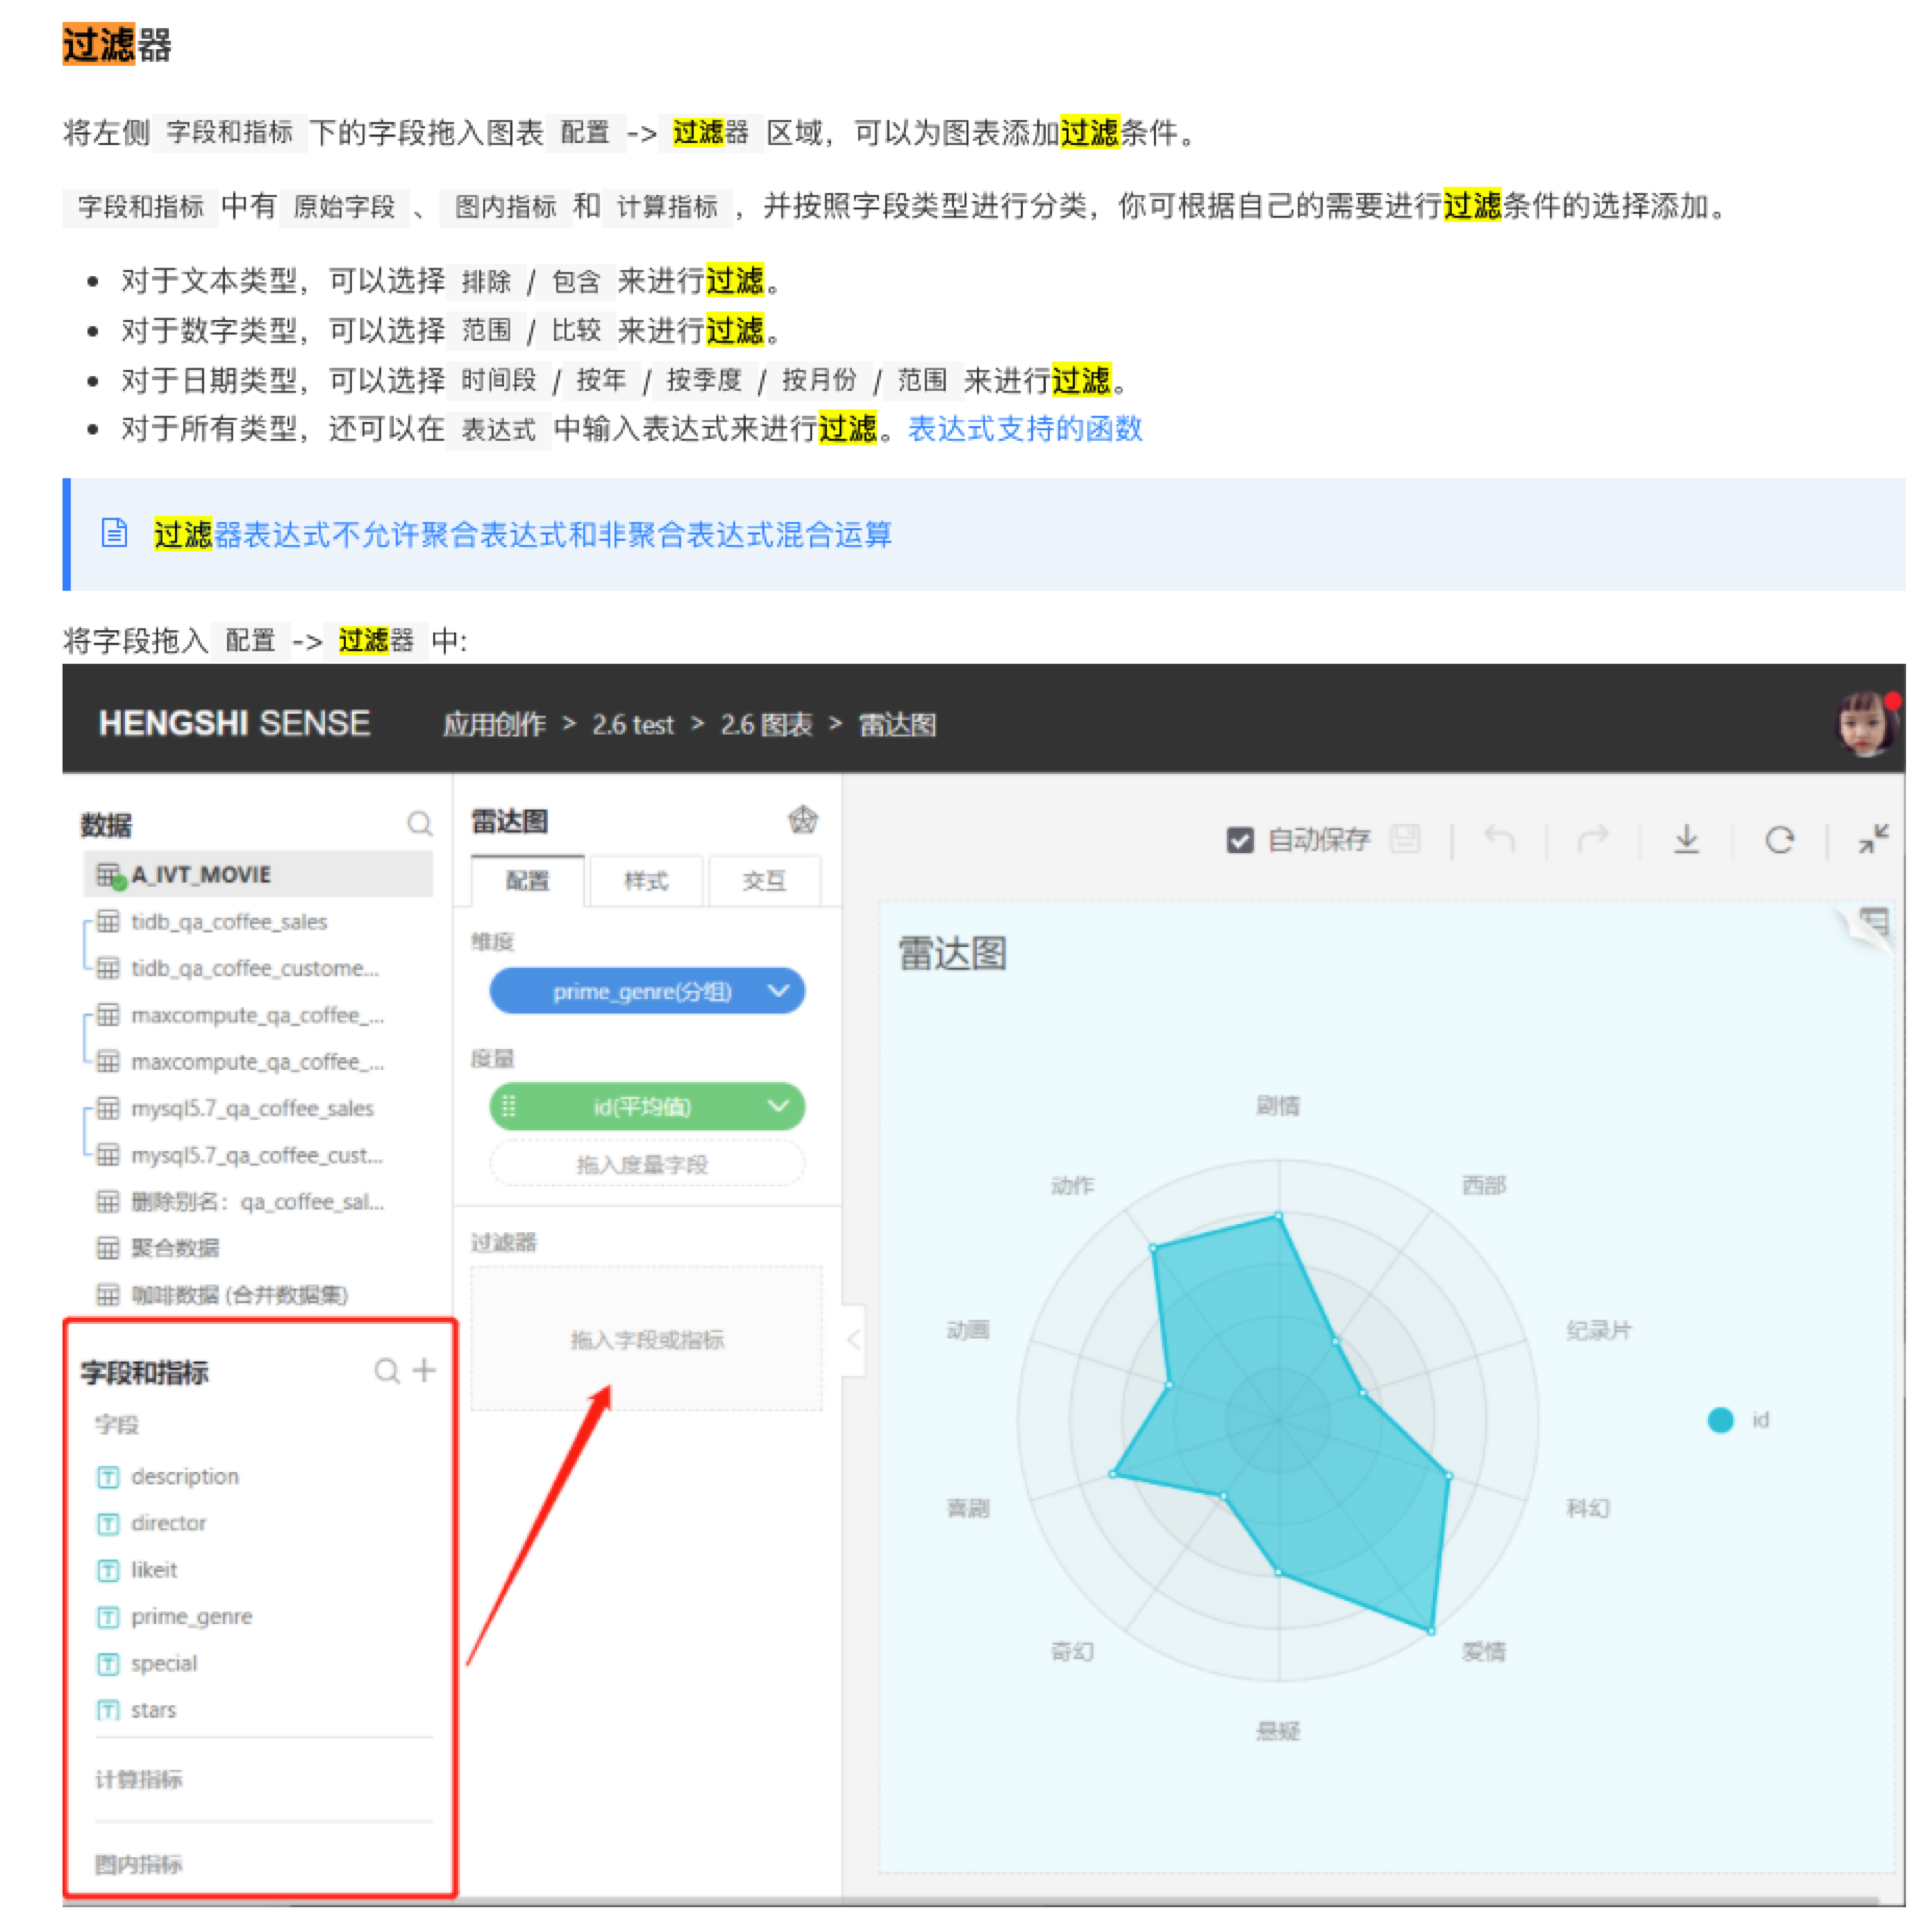 过滤器
将左侧 字段和指标 下的字段拖入图表 配置 -> 过滤器 区域，可以为图表添加过滤条件。
字段和指标 中有 原始字段 、 图内指标 和 计算指标 ，并按照字段类型进行分类，你可根据自己的需要进行过滤条件的选择添加。
• 对于文本类型，可以选择 排除 / 包含 来进行过滤。
• 对于数字类型，可以选择 范围 / 比较 来进行过滤。
• 对于日期类型，可以选择 时间段 / 按年 / 按季度 / 按月份 / 范围 来进行过滤。
• 对于所有类型，还可以在 表达式 中输入表达式来进行过滤。表达式支持的函数
过滤器表达式不允许聚合表达式和非聚合表达式混合运算
将字段拖入 配置 -> 过滤器 中:
HENGSHI SENSE 应用创作 > 2.6 test > 2.6 图表 > 雷达图
数据
A_IVT_MOVIE
tidb_qa_coffee_sales
tidb_qa_coffee_custome...
maxcompute_qa_coffee_...
maxcompute_qa_coffee_...
mysql5.7_qa_coffee_sales
mysql5.7_qa_coffee_cust...
删除别名：qa_coffee_sal...
聚合数据
咖啡数据 (合并数据集)
字段和指标
字段
description
director
likeit
prime_genre
special
stars
计算指标
图内指标
雷达图
配置 样式 交互
维度
prime_genre(分组)
度量
id(平均值)
拖入度量字段
过滤器
拖入字段或指标
自动保存
雷达图
剧情
西部
纪录片
科幻
爱情
悬疑
奇幻
喜剧
动画
动作
id